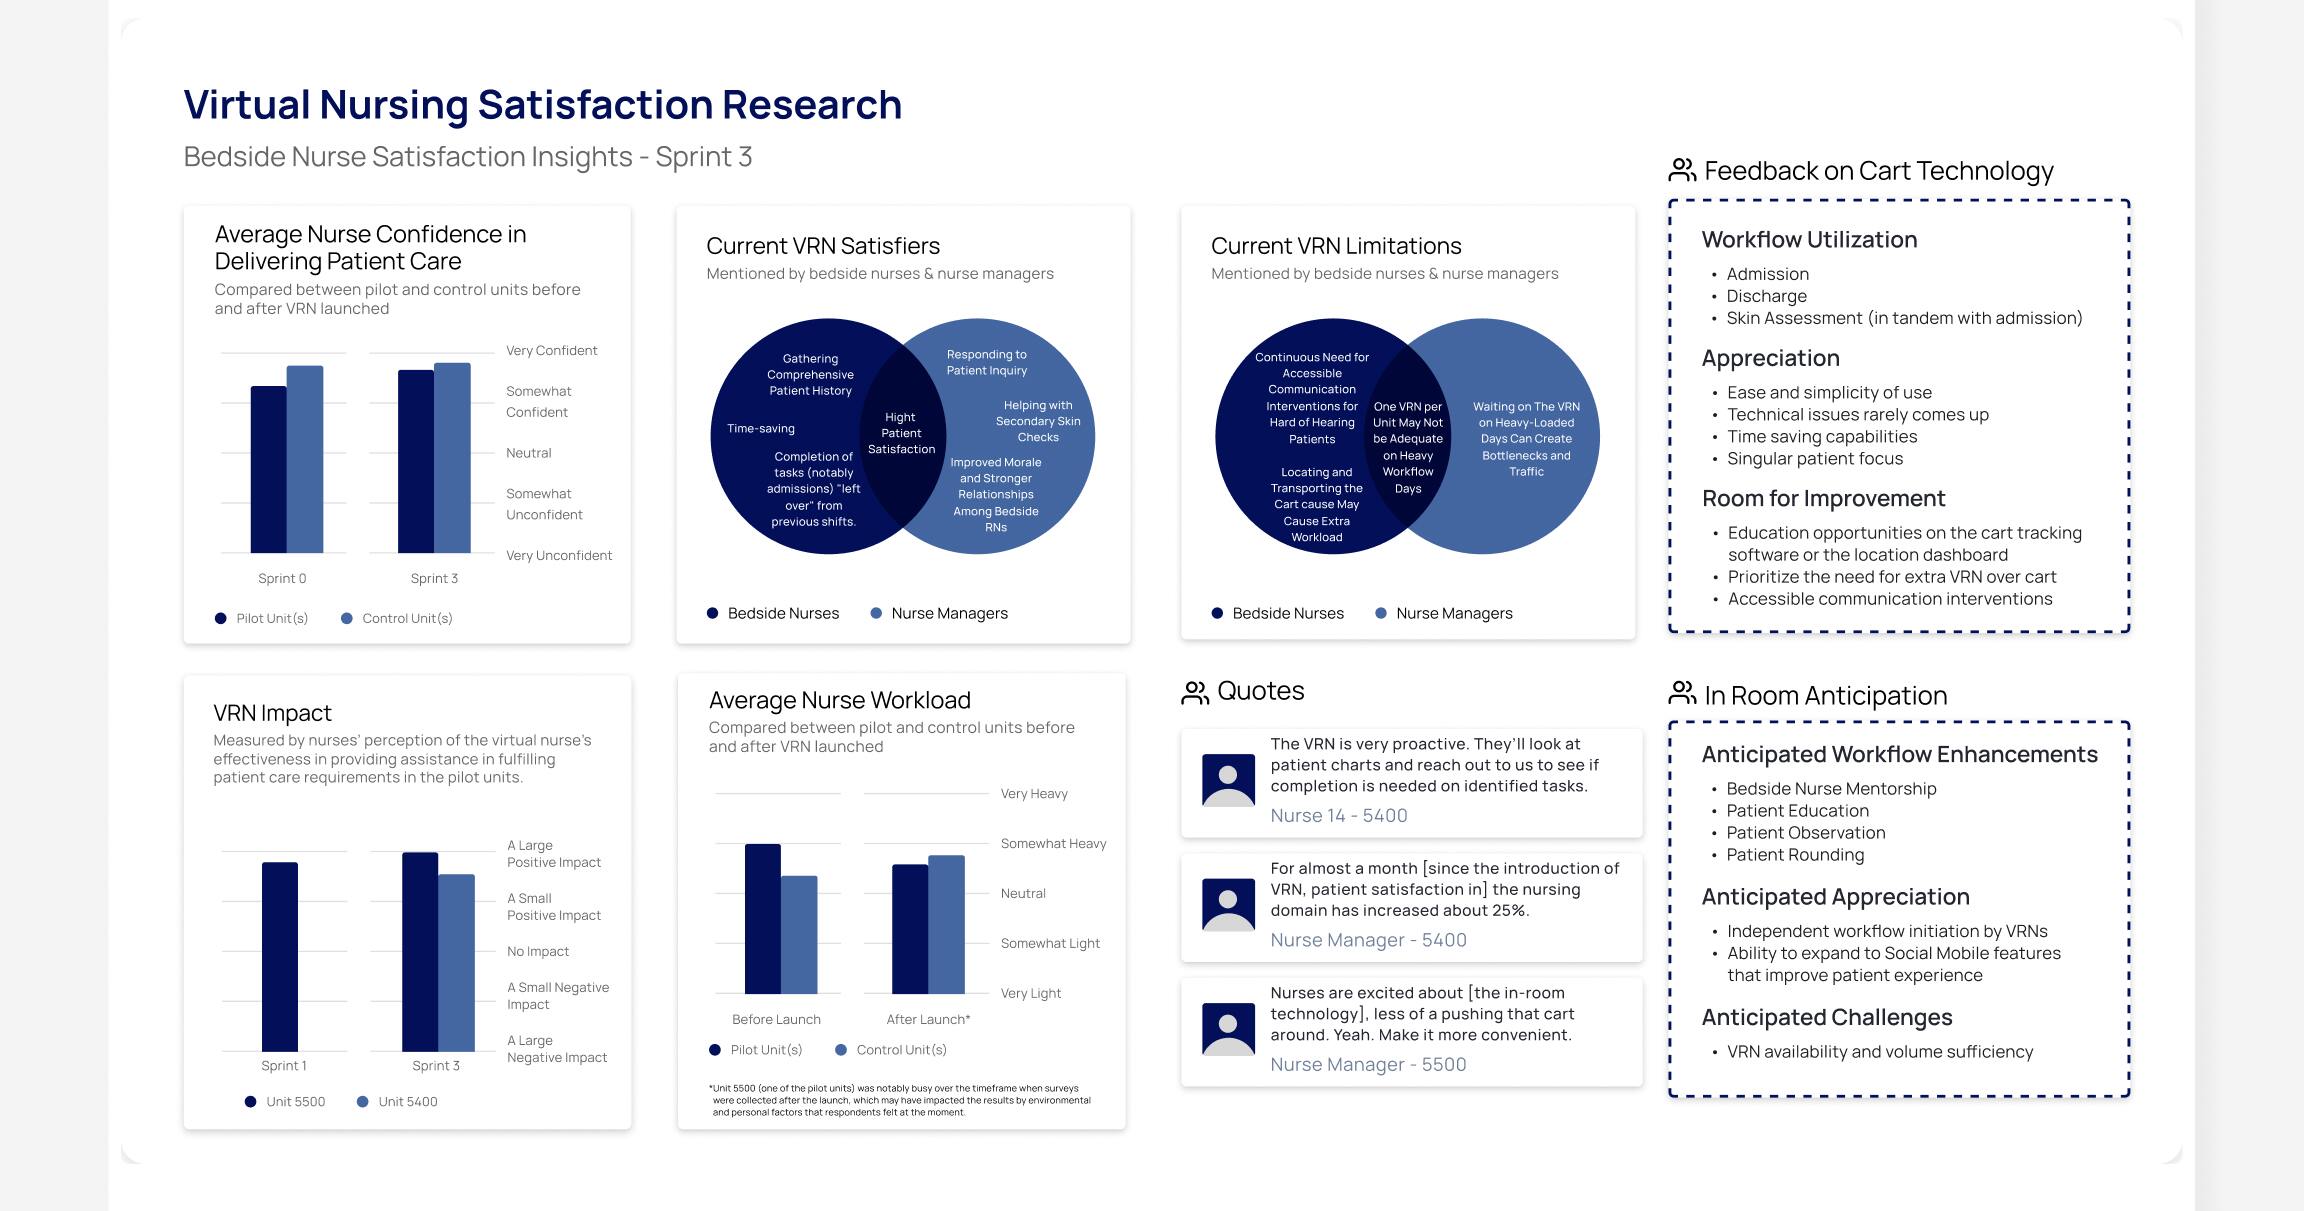 Virtual Nursing Satisfaction Research
Bedside Nurse Satisfaction Insights - Sprint 3
Average Nurse Confidence in
Delivering Patient Care
Compared between pilot and control units before
and after VRN launched
Very Confident
Somewhat
Confident
Neutral
Somewhat
Unconfident
Very Unconfident
Sprint 0
Sprint 3
Pilot Unit(s)
Control Unit(s)
Current VRN Satisfiers
Mentioned by bedside nurses & nurse managers
Gathering
Comprehensive
Patient History
Time-saving
Completion of
tasks (notably
admissions) "left
over" from
previous shifts.
Hight
Patient
Satisfaction
Responding to
Patient Inquiry
Helping with
Secondary Skin
Checks
Improved Morale
and Stronger
Relationships
Among Bedside
RNs
Bedside Nurses
Nurse Managers
Current VRN Limitations
Mentioned by bedside nurses & nurse managers
Continuous Need for
Accessible
Communication
Interventions for
Hard of Hearing
Patients
Locating and
Transporting the
Cart cause May
Cause Extra
Workload
One VRN per
Unit May Not
be Adequate
on Heavy
Workflow
Days
Waiting on The VRN
on Heavy-Loaded
Days Can Create
Bottlenecks and
Traffic
Bedside Nurses
Nurse Managers
Feedback on Cart Technology
Workflow Utilization
• Admission
• Discharge
• Skin Assessment (in tandem with admission)
Appreciation
• Ease and simplicity of use
• Technical issues rarely comes up
• Time saving capabilities
• Singular patient focus
Room for Improvement
• Education opportunities on the cart tracking
software or the location dashboard
• Prioritize the need for extra VRN over cart
• Accessible communication interventions
VRN Impact
Measured by nurses' perception of the virtual nurse's
effectiveness in providing assistance in fulfilling
patient care requirements in the pilot units.
A Large
Positive Impact
A Small
Positive Impact
No Impact
A Small Negative
Impact
A Large
Negative Impact
Sprint 1
Sprint 3
Unit 5500
Unit 5400
Average Nurse Workload
Compared between pilot and control units before
and after VRN launched
Very Heavy
Somewhat Heavy
Neutral
Somewhat Light
Very Light
Before Launch
After Launch*
Pilot Unit(s)
Control Unit(s)
*Unit 5500 (one of the pilot units) was notably busy over the timeframe when surveys
were collected after the launch, which may have impacted the results by environmental
and personal factors that respondents felt at the moment.
Quotes
The VRN is very proactive. They'll look at
patient charts and reach out to us to see if
completion is needed on identified tasks.
Nurse 14 - 5400
For almost a month [since the introduction of
VRN, patient satisfaction in] the nursing
domain has increased about 25%.
Nurse Manager - 5400
Nurses are excited about [the in-room
technology], less of a pushing that cart
around. Yeah. Make it more convenient.
Nurse Manager - 5500
In Room Anticipation
Anticipated Workflow Enhancements
• Bedside Nurse Mentorship
• Patient Education
• Patient Observation
• Patient Rounding
Anticipated Appreciation
• Independent workflow initiation by VRNs
• Ability to expand to Social Mobile features
that improve patient experience
Anticipated Challenges
• VRN availability and volume sufficiency